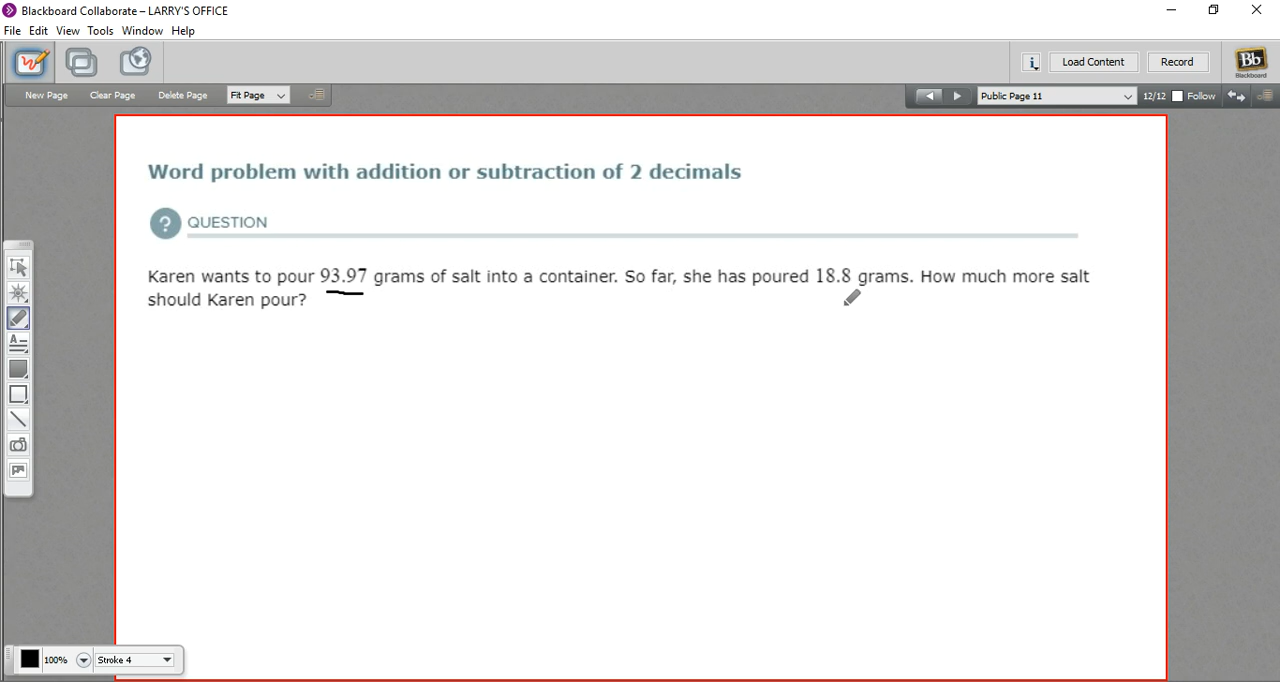 Blackboard Collaborate – LARRY'S OFFICE
File Edit View Tools Window Help
Load Content Record
Bb
Blackboard
New Page Clear Page Delete Page Fit Page Public Page 11 12/12 Follow
Word problem with addition or subtraction of 2 decimals
? QUESTION
Karen wants to pour 93.97 grams of salt into a container. So far, she has poured 18.8 grams. How much more salt
should Karen pour?
100% Stroke 4